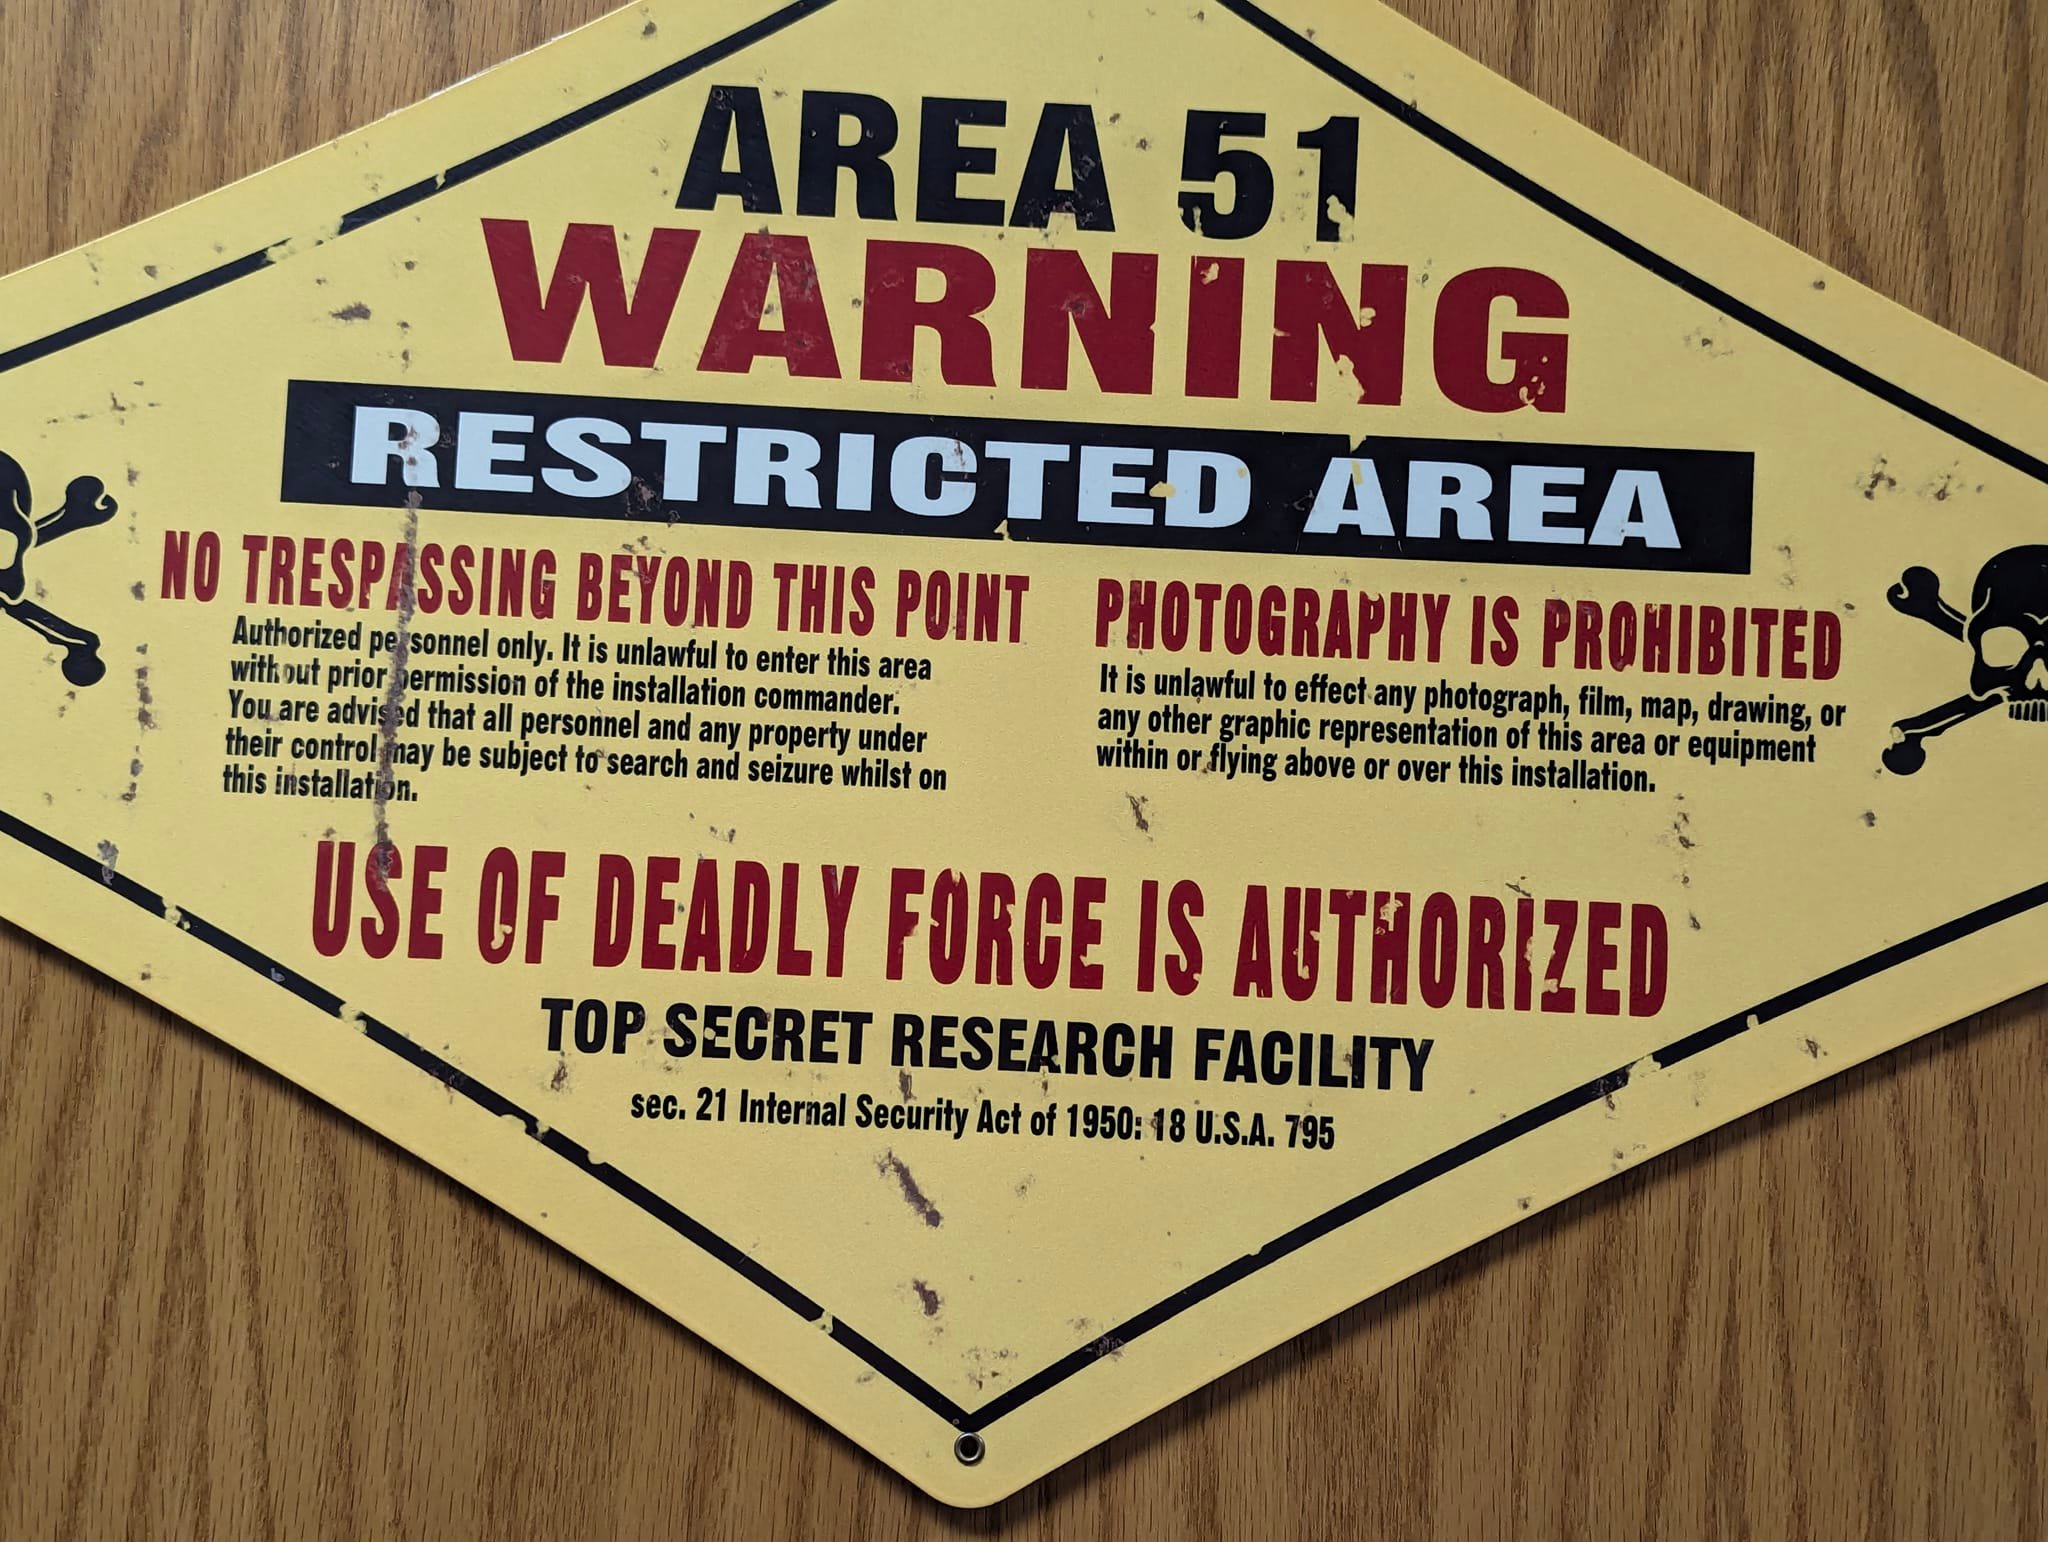 AREA 51
WARNING
RESTRICTED AREA
NO TRESPASSING BEYOND THIS POINT
Authorized personnel only. It is unlawful to enter this area
without prior permission of the installation commander.
You are advised that all personnel and any property under
their control may be subject to search and seizure whilst on
this installation.
PHOTOGRAPHY IS PROHIBITED
It is unlawful to effect any photograph, film, map, drawing, or
any other graphic representation of this area or equipment
within or flying above or over this installation.
USE OF DEADLY FORCE IS AUTHORIZED
TOP SECRET RESEARCH FACILITY
sec. 21 Internal Security Act of 1950: 18 U.S.A. 795